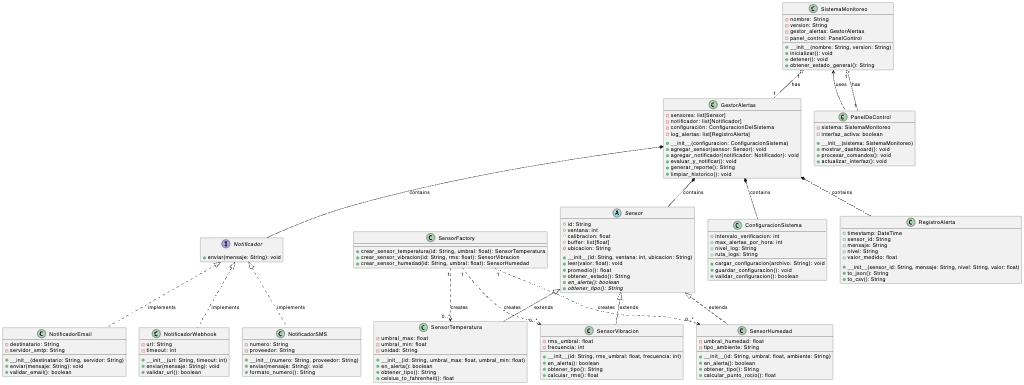 SistemaMonitoreo
nombre: String
version: String
gestor_alertas: GestorAlertas
panel_control: PanelControl
__init__(nombre: String, version: String)
inicializar(): void
detener(): void
obtener_estado_general(): String
1
1
has
uses
has
1
1
GestorAlertas
sensores: list[Sensor]
notificador: list[Notificador]
configuración: ConfiguracionDelSistema
log_alertas: list[RegistroAlerta]
__init__(configuracion: ConfiguracionSistema)
agregar_sensor(sensor: Sensor): void
agregar_notificador(notificador: Notificador): void
evaluar_y_notificar(): void
generar_reporte(): String
limpiar_historico(): void
PanelDeControl
sistema: SistemaMonitoreo
interfaz_activa: boolean
__init__(sistema: SistemaMonitoreo)
mostrar_dashboard(): void
procesar_comandos(): void
actualizar_interfaz(): void
contains
contains
contains
contains
Notificador
enviar(mensaje: String): void
SensorFactory
crear_sensor_temperatura(id: String, umbral: float): SensorTemperatura
crear_sensor_vibracion(id: String, rms: float): SensorVibracion
crear_sensor_humedad(id: String, umbral: float): SensorHumedad
Sensor
id: String
ventana: int
calibracion: float
buffer: list[float]
ubicacion: String
__init__(id: String, ventana: int, ubicacion: String)
leer(valor: float): void
promedio(): float
obtener_estado(): String
en_alerta(): boolean
obtener_tipo(): String
ConfiguracionSistema
intervalo_verificacion: int
max_alertas_por_hora: int
nivel_log: String
ruta_logs: String
cargar_configuracion(archivo: String): void
guardar_configuracion(): void
validar_configuracion(): boolean
RegistroAlerta
timestamp: DateTime
sensor_id: String
mensaje: String
nivel: String
valor_medido: float
__init__(sensor_id: String, mensaje: String, nivel: String, valor: float)
to_json(): String
to_csv(): String
implements
implements
implements
1
1
1
creates
creates
extends
extends
creates
extends
0..*
0..*
0..*
NotificadorEmail
destinatario: String
servidor_smtp: String
__init__(destinatario: String, servidor: String)
enviar(mensaje: String): void
validar_email(): boolean
NotificadorWebhook
url: String
timeout: int
__init__(url: String, timeout: int)
enviar(mensaje: String): void
validar_url(): boolean
NotificadorSMS
numero: String
proveedor: String
__init__(numero: String, proveedor: String)
enviar(mensaje: String): void
formato_numero(): String
SensorTemperatura
umbral_max: float
umbral_min: float
unidad: String
__init__(id: String, umbral_max: float, umbral_min: float)
en_alerta(): boolean
obtener_tipo(): String
celsius_to_fahrenheit(): float
SensorVibracion
rms_umbral: float
frecuencia: int
__init__(id: String, rms_umbral: float, frecuencia: int)
en_alerta(): boolean
obtener_tipo(): String
calcular_rms(): float
SensorHumedad
umbral_humedad: float
tipo_ambiente: String
__init__(id: String, umbral: float, ambiente: String)
en_alerta(): boolean
obtener_tipo(): String
calcular_punto_rocio(): float